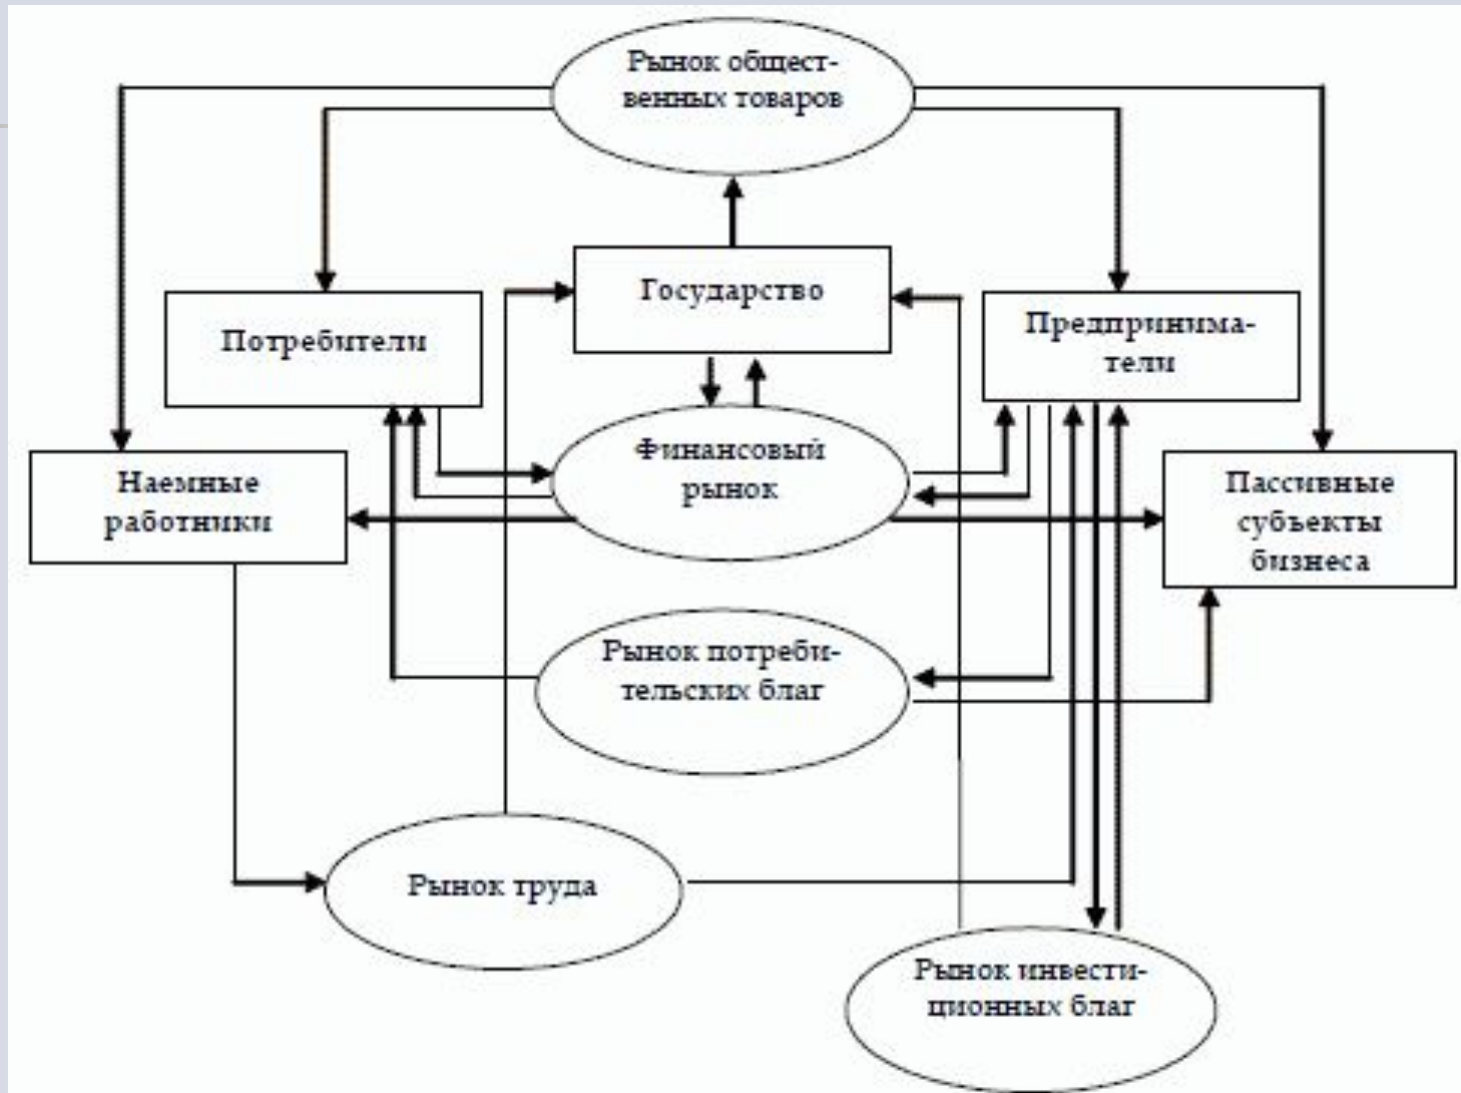 Рынок общест-
венных товаров
Государство
Потребители
Предпринима-
тели
Финансовый
рынок
Наемные
работники
Пассивные
субъекты
бизнеса
Рынок потреби-
тельских благ
Рынок труда
Рынок инвести-
ционных благ